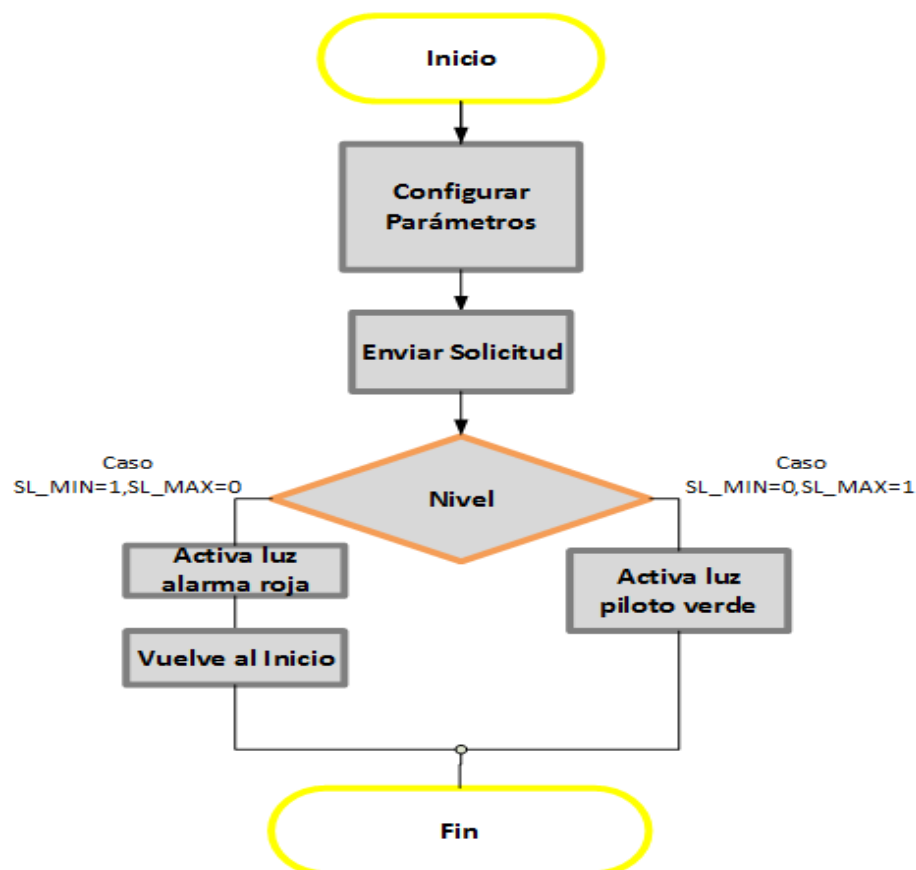 Inicio
Configurar
Parámetros
Enviar Solicitud
Caso
SL_MIN=1,SL_MAX=0
Nivel
Caso
SL_MIN=0,SL_MAX=1
Activa luz
alarma roja
Activa luz
piloto verde
Vuelve al Inicio
Fin